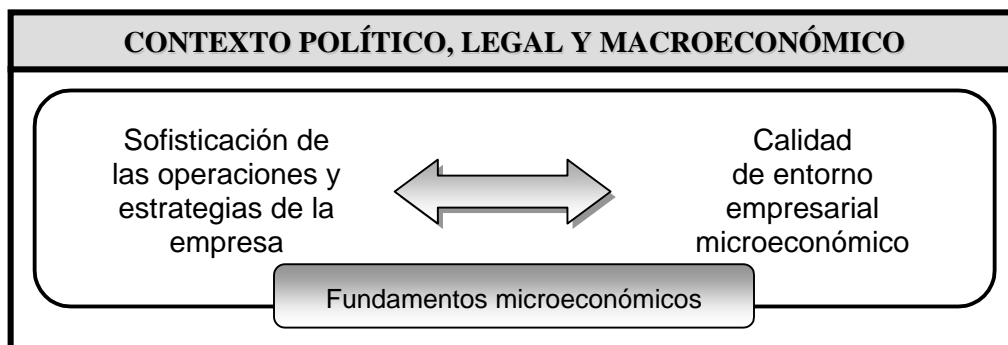 CONTEXTO POLÍTICO, LEGAL Y MACROECONÓMICO
Sofisticación de
las operaciones y
estrategias de la
empresa
Calidad
de entorno
empresarial
microeconómico
Fundamentos microeconómicos